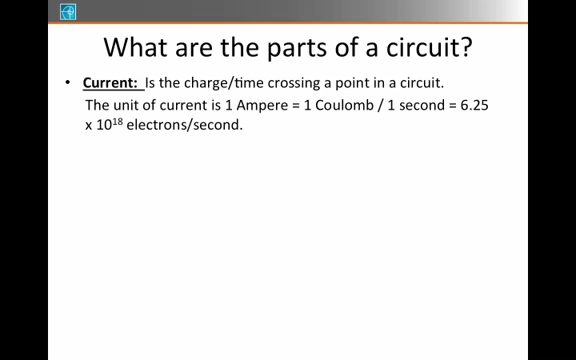 What are the parts of a circuit?
• Current: Is the charge/time crossing a point in a circuit.
The unit of current is 1 Ampere = 1 Coulomb / 1 second = 6.25
x 10¹⁸ electrons/second.